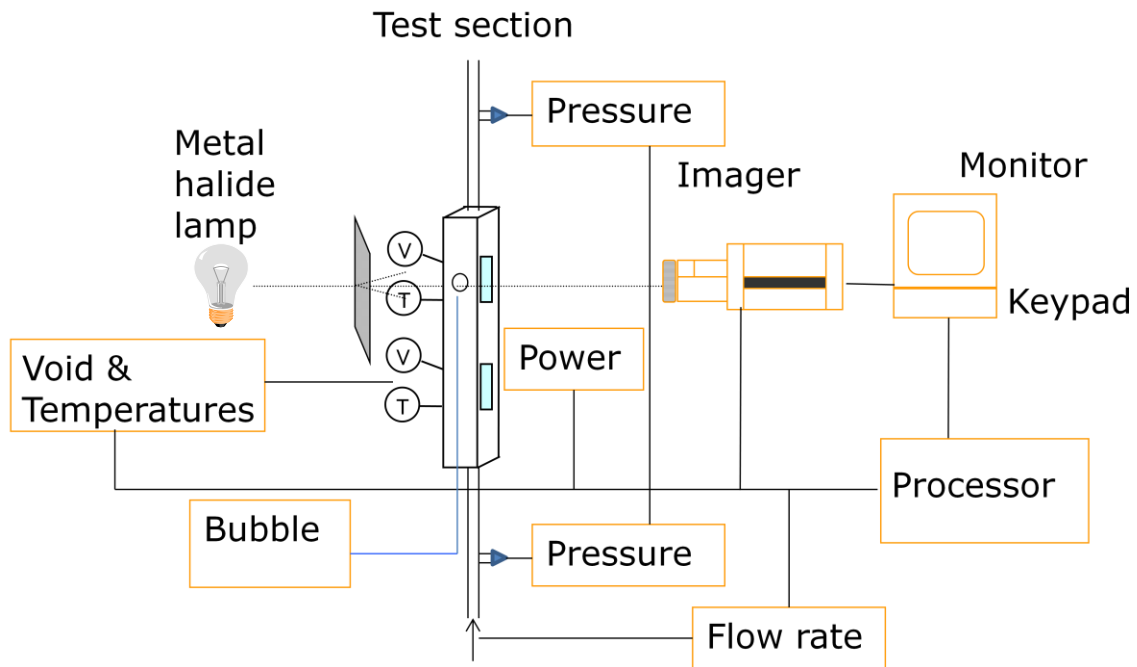 Test section
Pressure
Metal
halide
lamp
Imager
Monitor
V
T
Keypad
Power
V
T
Void &
Temperatures
Processor
Bubble
Pressure
Flow rate